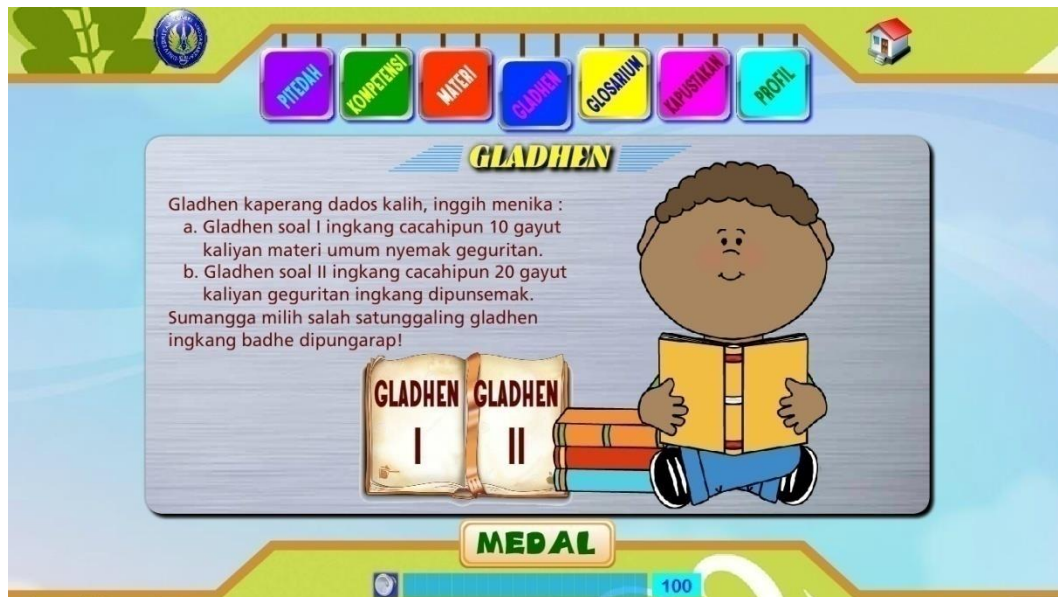 PITEDAH
KOMPETENSI
MATERI
GLADHEN
GLOSARIUM
KAPUSTAKAN
PROFIL
GLADHEN
Gladhen kaperang dados kalih, inggih menika :
a. Gladhen soal I ingkang cacahipun 10 gayut
kaliyan materi umum nyemak geguritan.
b. Gladhen soal II ingkang cacahipun 20 gayut
kaliyan geguritan ingkang dipunsemak.
Sumangga milih salah satunggaling gladhen
ingkang badhe dipungarap!
GLADHEN
I
GLADHEN
II
MEDAL
100